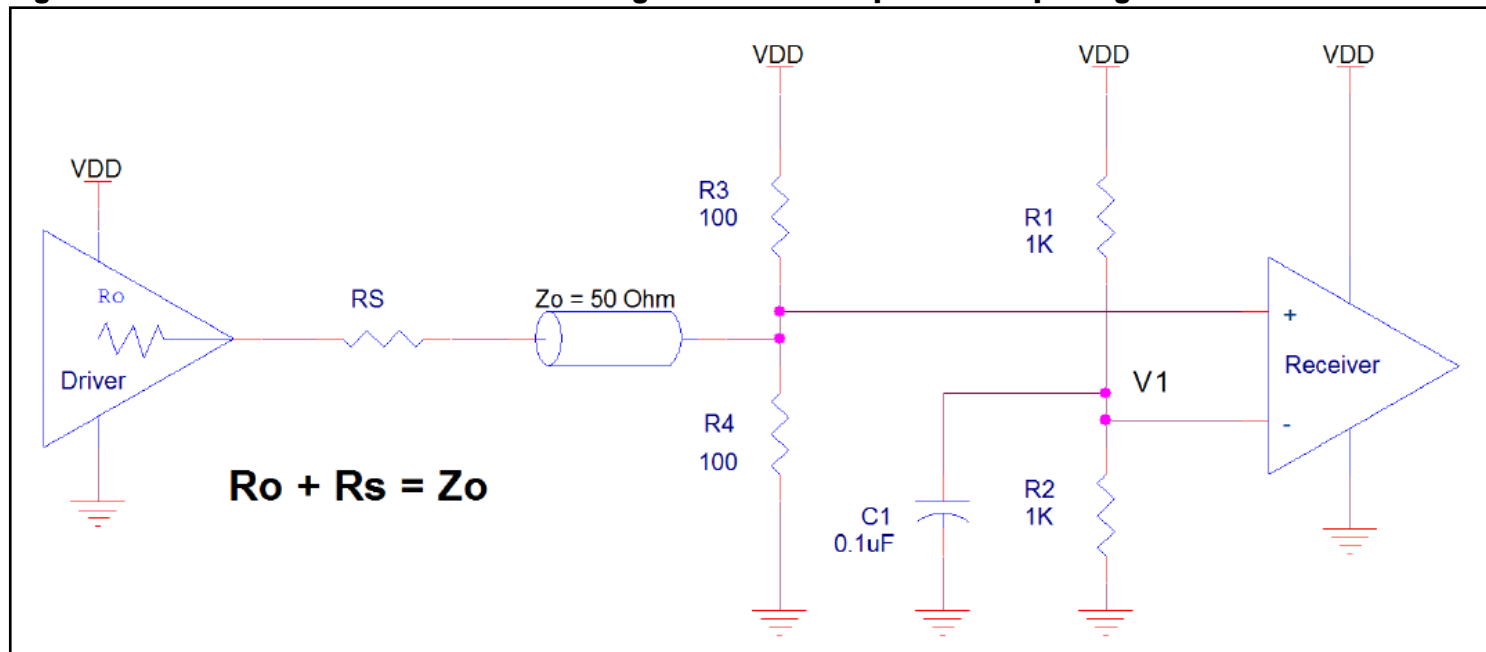 VDD
VDD
VDD
VDD
R3
100
R1
1K
Ro
RS
Zo = 50 Ohm
+
Driver
Receiver
V1
-
R4
100
Ro + Rs = Zo
R2
1K
C1
0.1uF